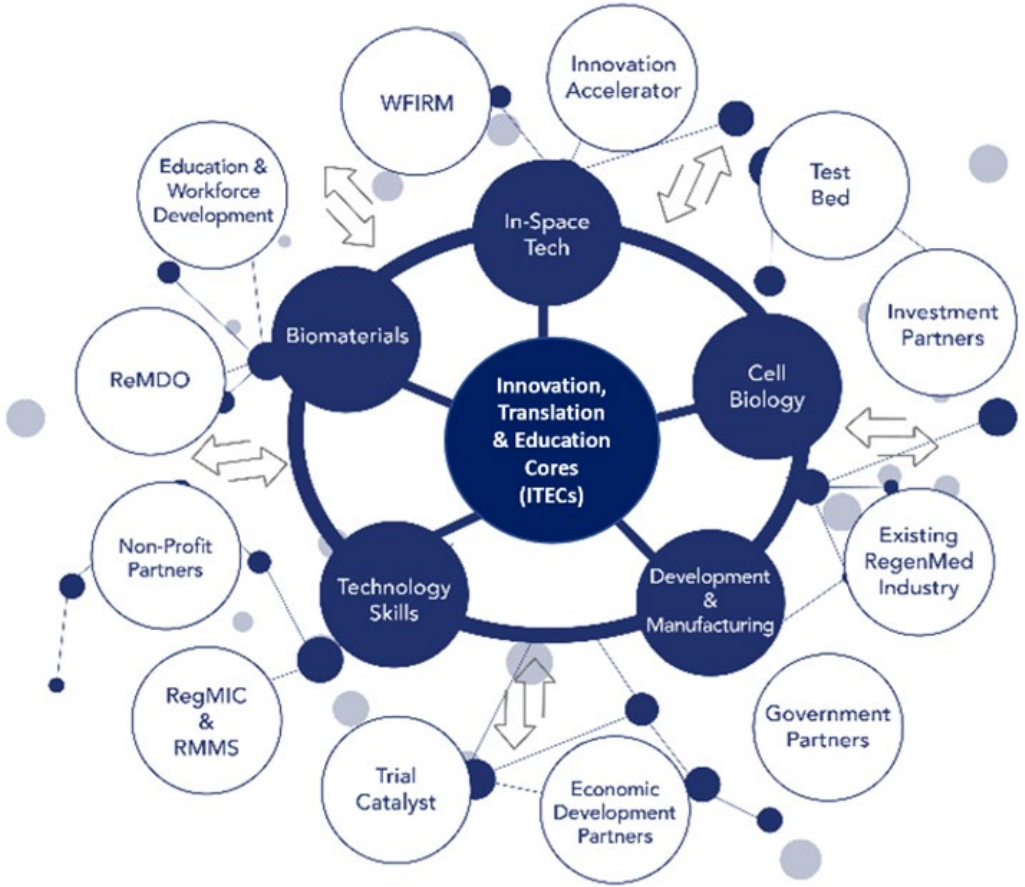 WFIRM
Innovation
Accelerator
Education &
Workforce
Development
Test
Bed
In-Space
Tech
Investment
Partners
Biomaterials
ReMDO
Cell
Biology
Innovation,
Translation
& Education
Cores
(ITECs)
Non-Profit
Partners
Existing
RegenMed
Industry
Technology
Skills
Development
&
Manufacturing
RegMIC
&
RMMS
Government
Partners
Trial
Catalyst
Economic
Development
Partners